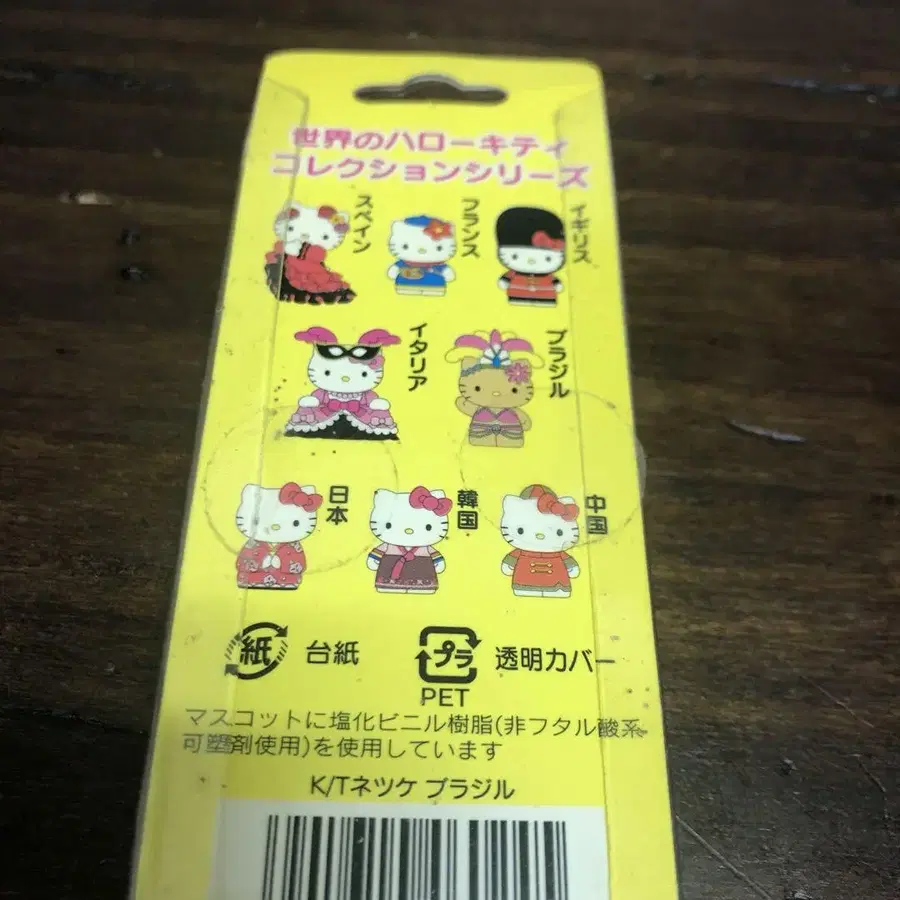 世界のハローキティ
コレクションシリーズ
スペイン
フランス
イギリス
イタリア
ブラジル
日本
韓国
中国
紙
台紙
プラ
透明カバー
PET
マスコットに塩化ビニル樹脂(非フタル酸系
可塑剤使用)を使用しています
K/Tネツケ ブラジル